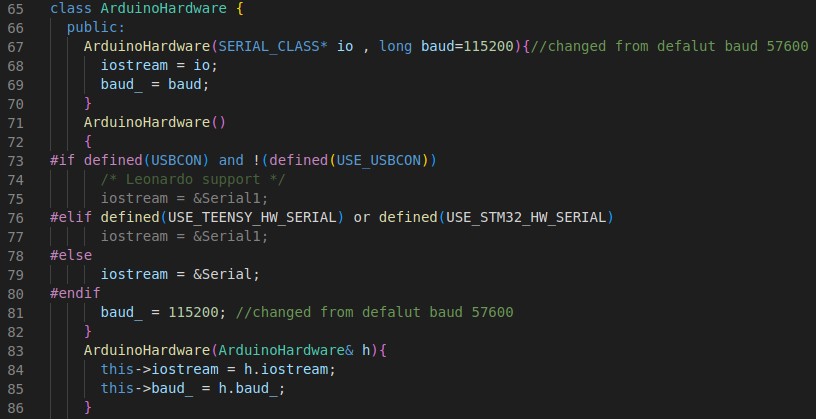 65 class ArduinoHardware {
66 public:
67 ArduinoHardware(SERIAL_CLASS* io , long baud=115200){//changed from defalut baud 57600
68 iostream = io;
69 baud_ = baud;
70 }
71 ArduinoHardware()
72 {
73 #if defined(USBCON) and !(defined(USE_USBCON))
74 /* Leonardo support */
75 iostream = &Serial1;
76 #elif defined(USE_TEENSY_HW_SERIAL) or defined(USE_STM32_HW_SERIAL)
77 iostream = &Serial1;
78 #else
79 iostream = &Serial;
80 #endif
81 baud_ = 115200; //changed from defalut baud 57600
82 }
83 ArduinoHardware(ArduinoHardware& h){
84 this->iostream = h.iostream;
85 this->baud_ = h.baud_;
86 }